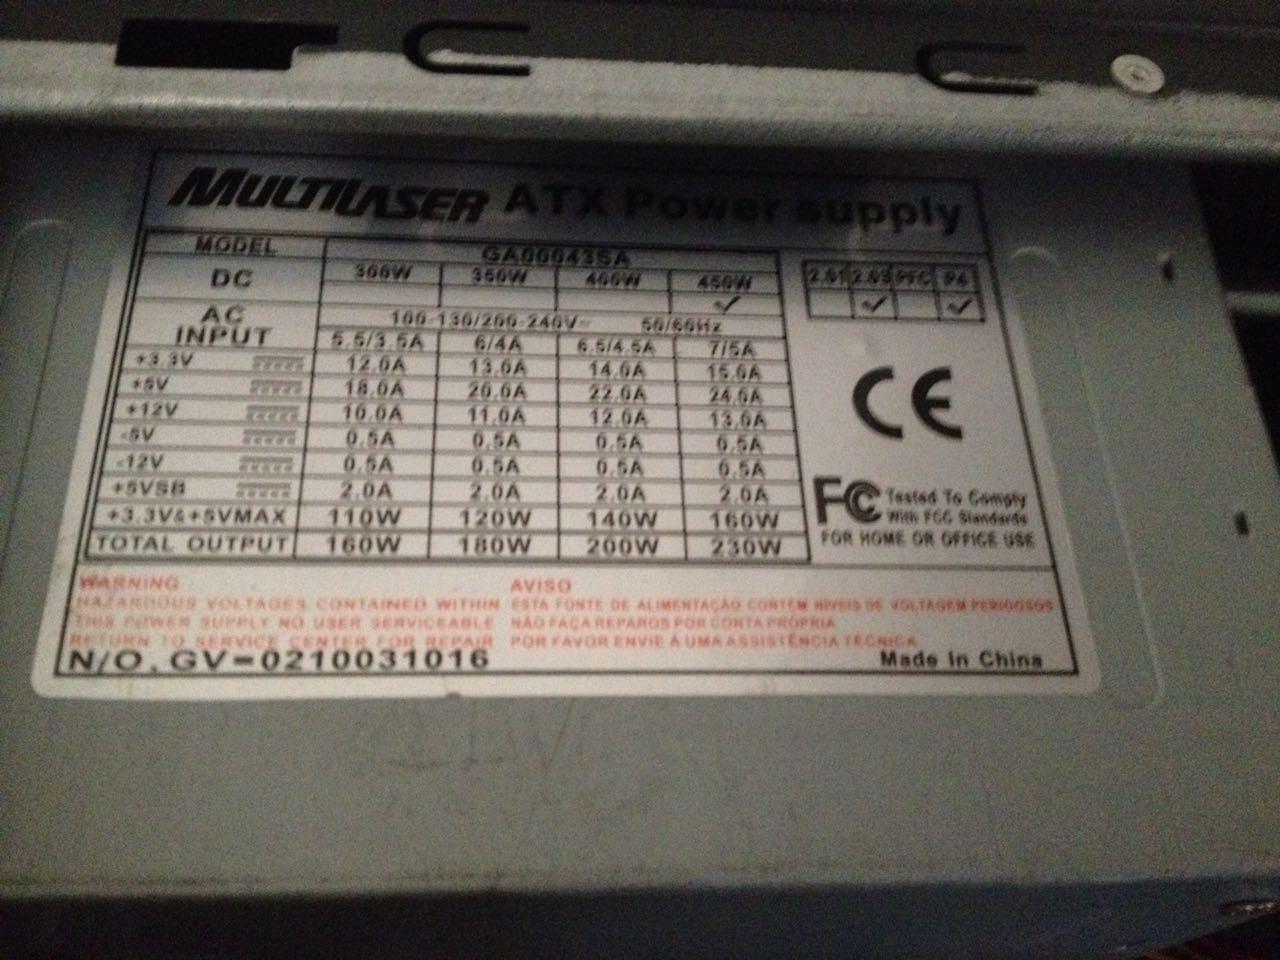 MULTILASER ATX Power supply
MODEL GA00043SA
DC 300W 350W 400W 450W
✓
2.01 2.03 PFC P4
✓ ✓
AC INPUT 100-130/200-240V~ 50/60Hz
5.5/3.5A 6/4A 6.5/4.5A 7/5A
+3.3V 12.0A 13.0A 14.0A 15.0A
+5V 18.0A 20.0A 22.0A 24.0A
+12V 10.0A 11.0A 12.0A 13.0A
-5V 0.5A 0.5A 0.5A 0.5A
-12V 0.5A 0.5A 0.5A 0.5A
+5VSB 2.0A 2.0A 2.0A 2.0A
+3.3V&+5VMAX 110W 120W 140W 160W
TOTAL OUTPUT 160W 180W 200W 230W
CE
FC Tested To Comply
With FCC Standards
FOR HOME OR OFFICE USE
WARNING
HAZARDOUS VOLTAGES CONTAINED WITHIN
THIS POWER SUPPLY NO USER SERVICEABLE
RETURN TO SERVICE CENTER FOR REPAIR
AVISO
ESTA FONTE DE ALIMENTAÇÃO CONTÉM NÍVEIS DE VOLTAGEM PERIGOSOS
NÃO FAÇA REPAROS POR CONTA PRÓPRIA
POR FAVOR ENVIE À UMA ASSISTÊNCIA TÉCNICA
N/O. GV-0210031016
Made In China